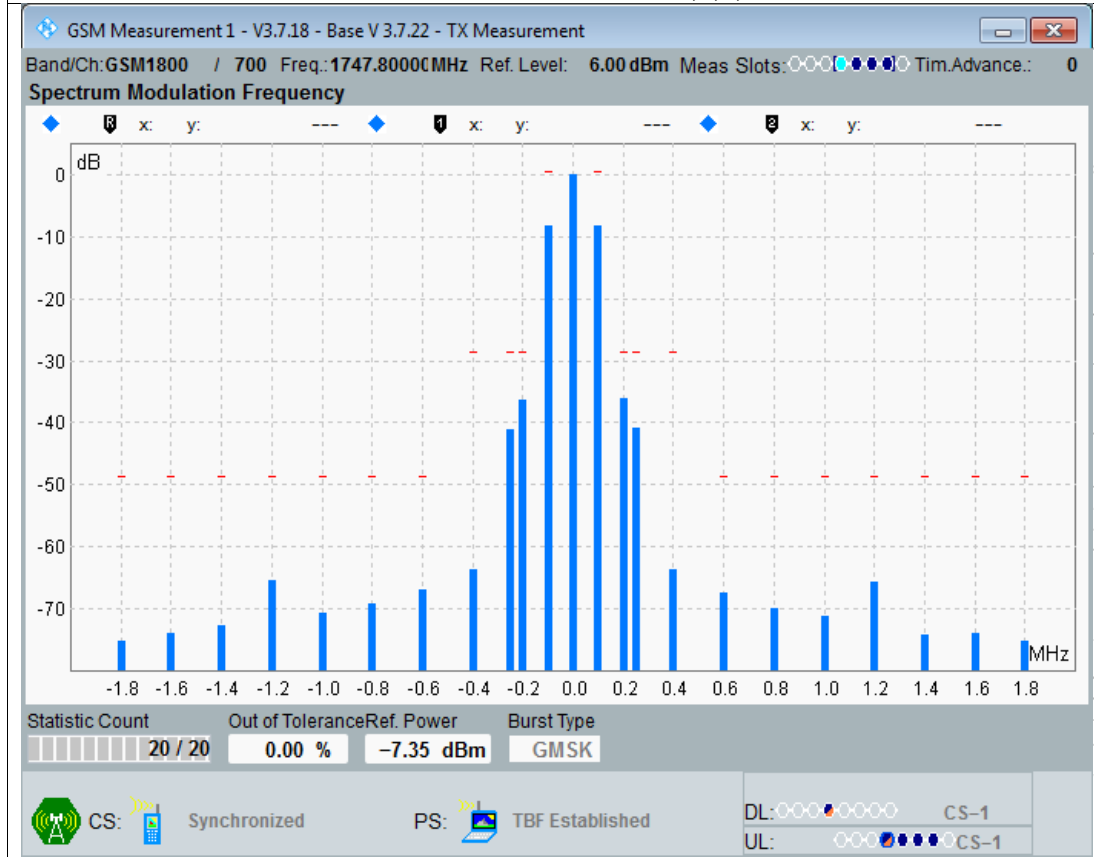 GSM Measurement 1 - V3.7.18 - Base V 3.7.22 - TX Measurement
Band/Ch:GSM1800 / 700 Freq.:1747.80000MHz Ref. Level: 6.00 dBm Meas Slots: Tim.Advance.: 0
Spectrum Modulation Frequency
R x: y: --- 1 x: y: --- 2 x: y: ---
dB
0
-10
-20
-30
-40
-50
-60
-70
MHz
-1.8 -1.6 -1.4 -1.2 -1.0 -0.8 -0.6 -0.4 -0.2 0.0 0.2 0.4 0.6 0.8 1.0 1.2 1.4 1.6 1.8
Statistic Count Out of Tolerance Ref. Power Burst Type
20 / 20 0.00 % −7.35 dBm GMSK
CS: Synchronized PS: TBF Established
DL: CS−1
UL: CS−1